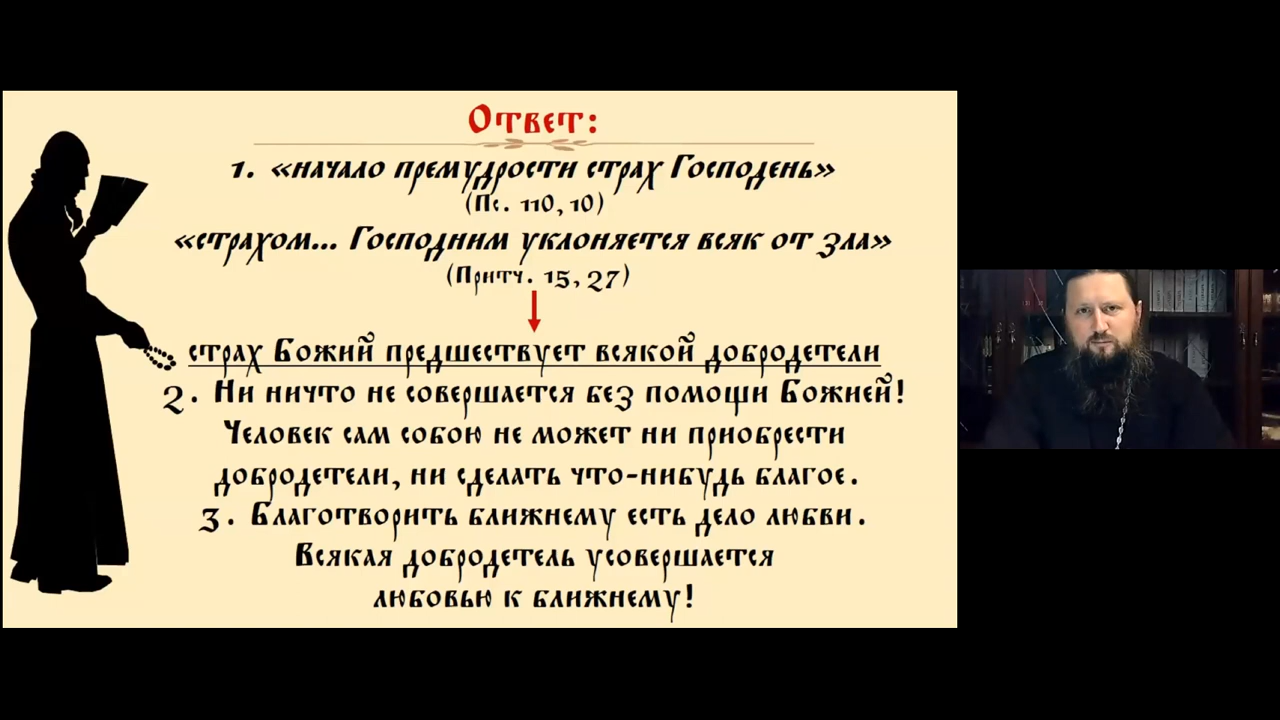 Ответ:
1. «начало премудрости страх Господень»
(Пс. 110, 10)
«страхом... Господним уклоняется всяк от зла»
(Притч. 15, 27)
страх Божий предшествует всякой добродетели
2. Ни ничто не совершается без помощи Божией!
Человек сам собою не может ни приобрести
добродетели, ни сделать что-нибудь благое.
3. Благотворить ближнему есть дело любви.
Всякая добродетель усовершается
любовью к ближнему!